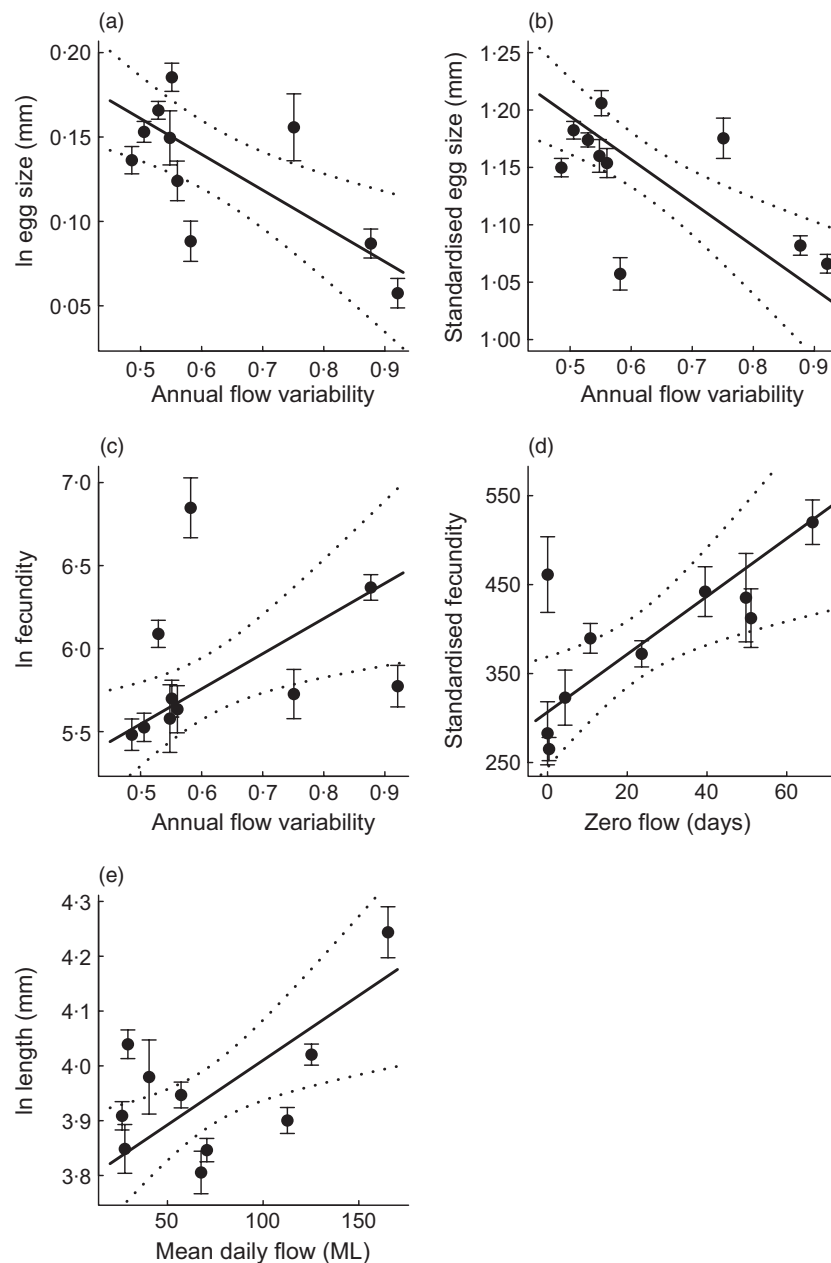 (a)
0·20
0·15
0·10
0·05
ln egg size (mm)
0·5 0·6 0·7 0·8 0·9
Annual flow variability
(b)
1·25
1·20
1·15
1·10
1·05
1·00
Standardised egg size (mm)
0·5 0·6 0·7 0·8 0·9
Annual flow variability
(c)
7·0
6·5
6·0
5·5
ln fecundity
0·5 0·6 0·7 0·8 0·9
Annual flow variability
(d)
550
450
350
250
Standardised fecundity
0 20 40 60
Zero flow (days)
(e)
4·3
4·2
4·1
4·0
3·9
3·8
ln length (mm)
50 100 150
Mean daily flow (ML)